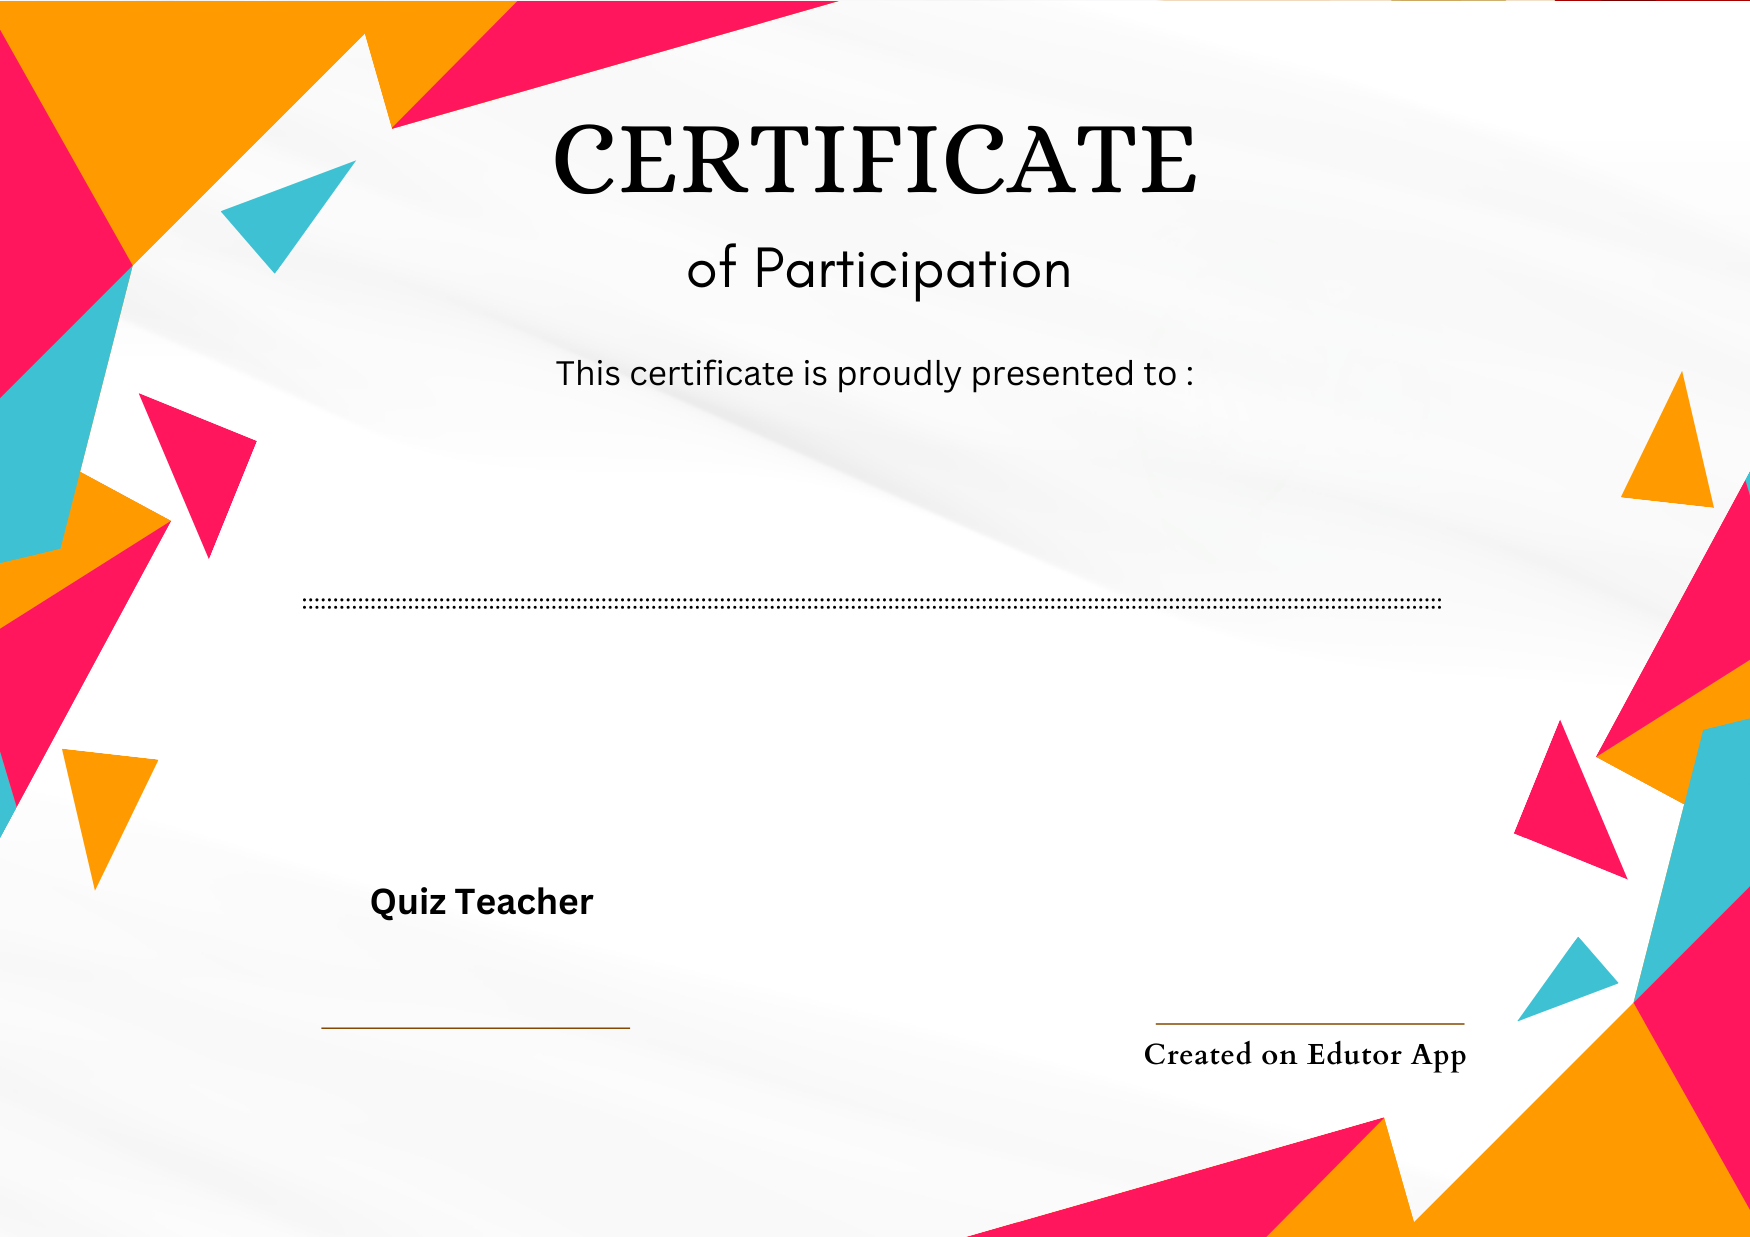 CERTIFICATE
of Participation
This certificate is proudly presented to :
Quiz Teacher
Created on Edutor App